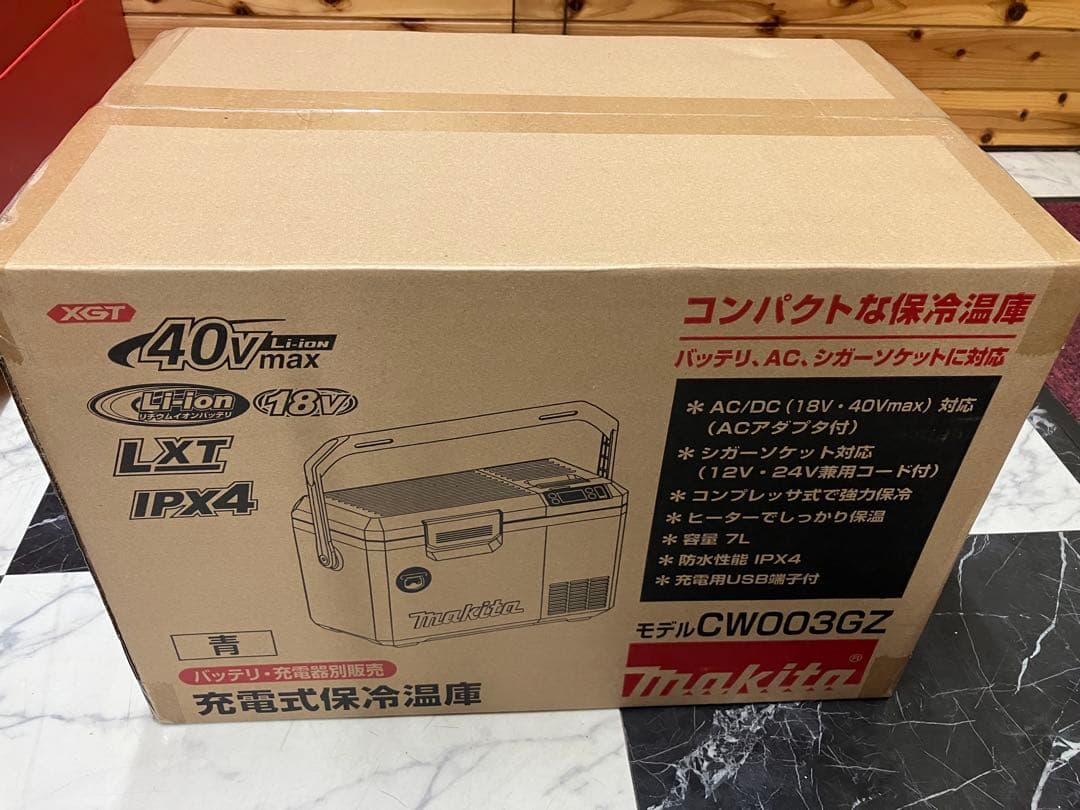 XGT
40Vmax Li-ion
Li-ion 18V
リチウムイオンバッテリ
LXT
IPX4
makita
青
バッテリ・充電器別販売
充電式保冷温庫
コンパクトな保冷温庫
バッテリ、AC、シガーソケットに対応
＊AC/DC（18V・40Vmax）対応
（ACアダプタ付）
＊シガーソケット対応
（12V・24V兼用コード付）
＊コンプレッサ式で強力保冷
＊ヒーターでしっかり保温
＊容量 7L
＊防水性能 IPX4
＊充電用USB端子付
モデルCW003GZ
makita®